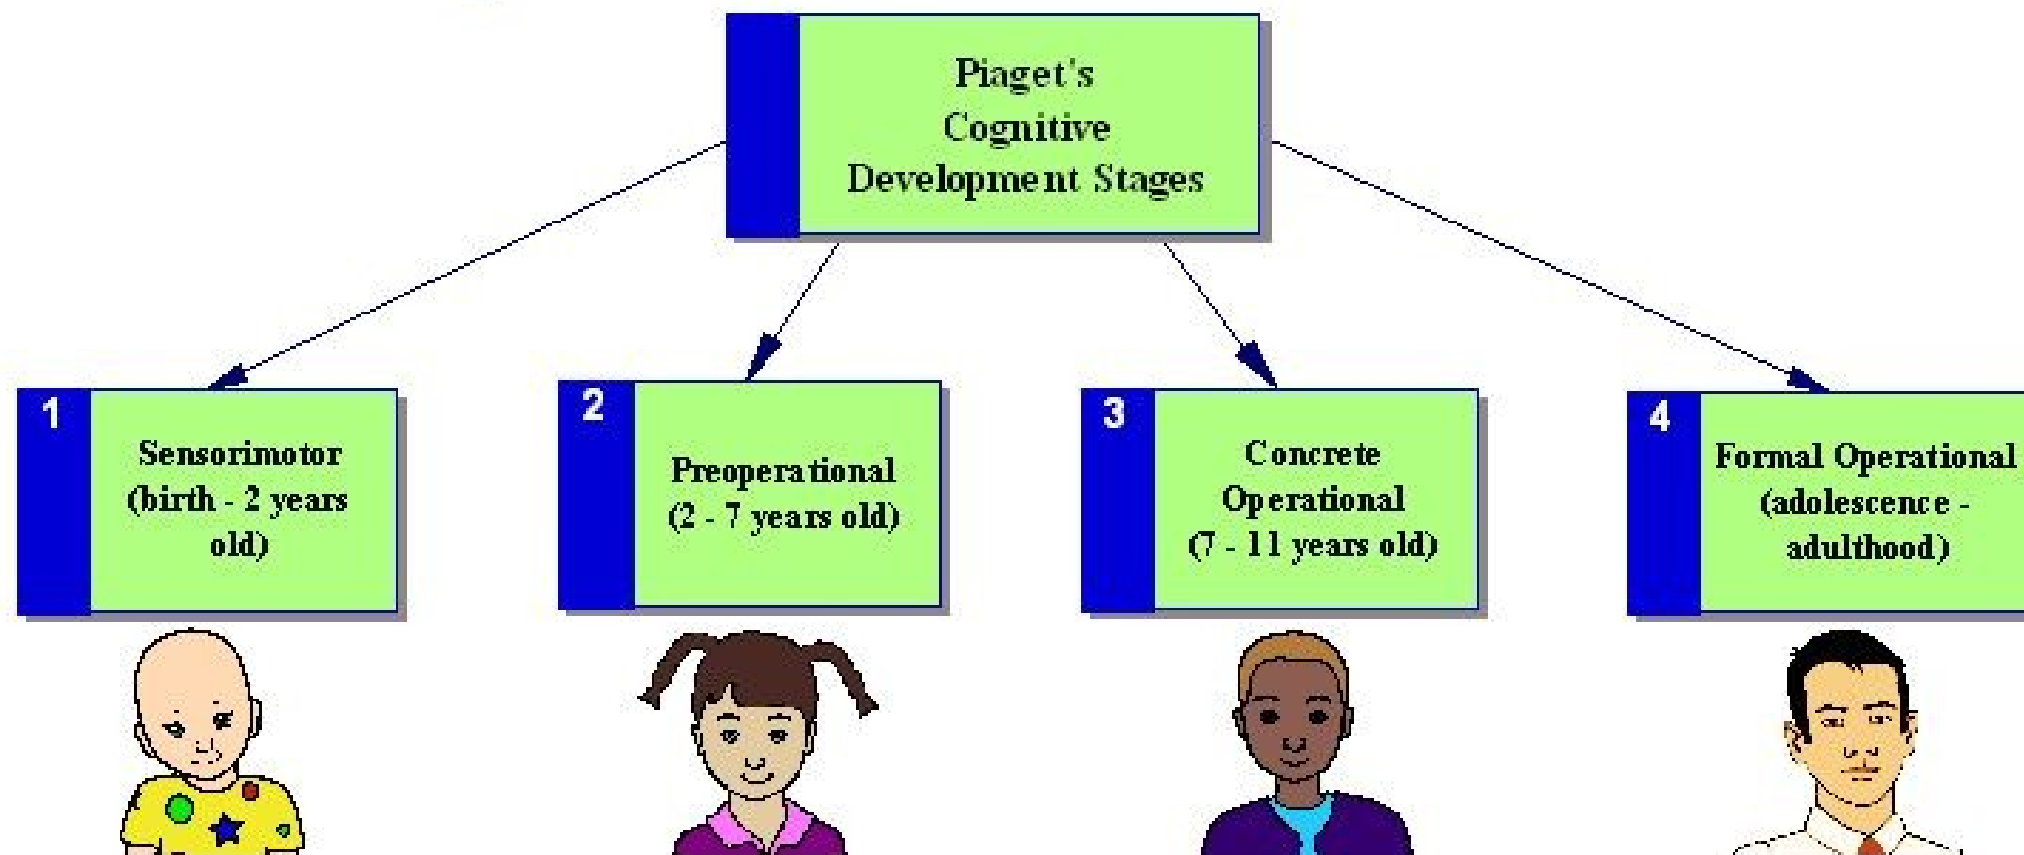 Piaget's
Cognitive
Development Stages
1
Sensorimotor
(birth - 2 years
old)
2
Preoperational
(2 - 7 years old)
3
Concrete
Operational
(7 - 11 years old)
4
Formal Operational
(adolescence -
adulthood)